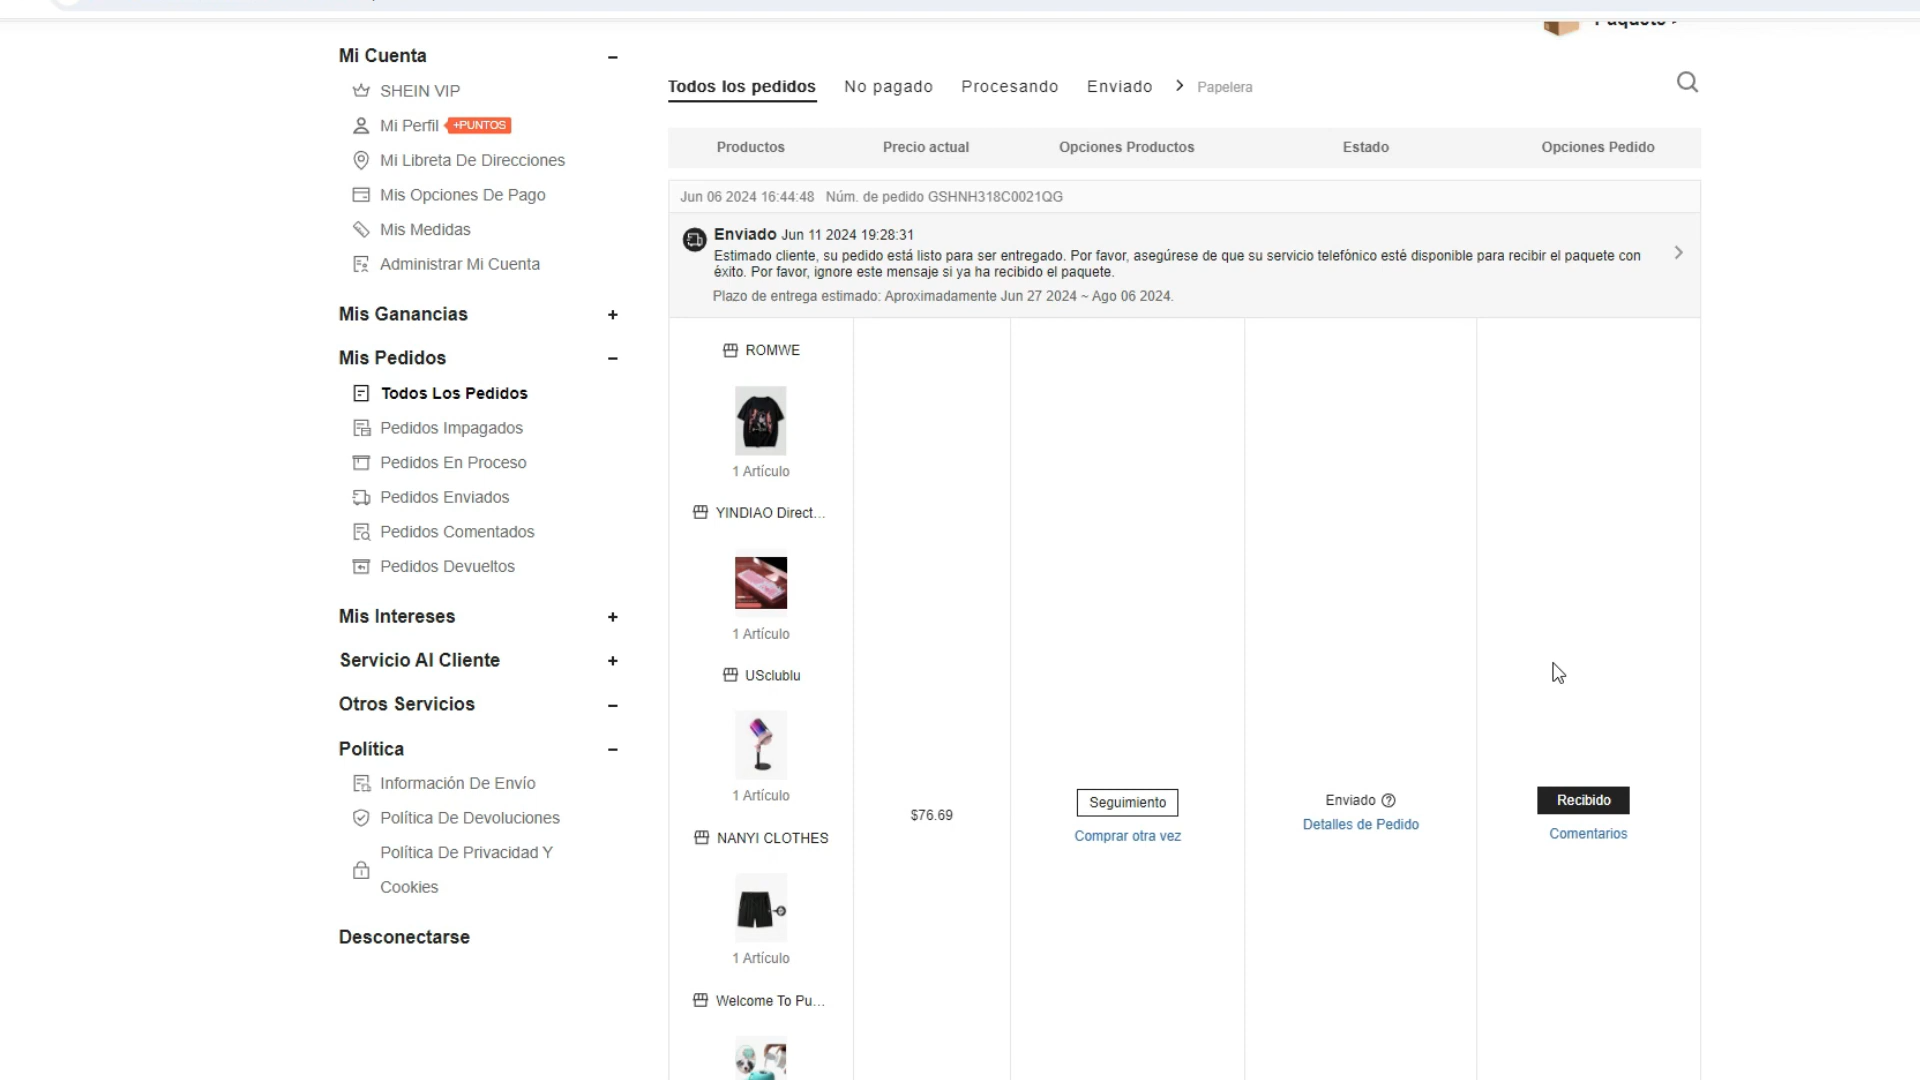 Mi Cuenta
SHEIN VIP
Mi Perfil +PUNTOS
Mi Libreta De Direcciones
Mis Opciones De Pago
Mis Medidas
Administrar Mi Cuenta
Mis Ganancias
Mis Pedidos
Todos Los Pedidos
Pedidos Impagados
Pedidos En Proceso
Pedidos Enviados
Pedidos Comentados
Pedidos Devueltos
Mis Intereses
Servicio Al Cliente
Otros Servicios
Política
Información De Envío
Política De Devoluciones
Política De Privacidad Y
Cookies
Desconectarse
Todos los pedidos No pagado Procesando Enviado Papelera
Productos Precio actual Opciones Productos Estado Opciones Pedido
Jun 06 2024 16:44:48 Núm. de pedido GSHNH318C0021QG
Enviado Jun 11 2024 19:28:31
Estimado cliente, su pedido está listo para ser entregado. Por favor, asegúrese de que su servicio telefónico esté disponible para recibir el paquete con
éxito. Por favor, ignore este mensaje si ya ha recibido el paquete.
Plazo de entrega estimado: Aproximadamente Jun 27 2024 ~ Ago 06 2024.
ROMWE
1 Artículo
YINDIAO Direct...
1 Artículo
USclublu
1 Artículo
NANYI CLOTHES
1 Artículo
Welcome To Pu...
$76.69
Seguimiento
Comprar otra vez
Enviado
Detalles de Pedido
Recibido
Comentarios